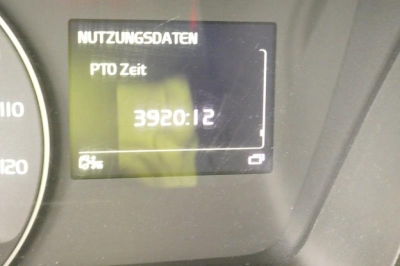 NUTZUNGSDATEN
PTO Zeit
3920:12
110
120